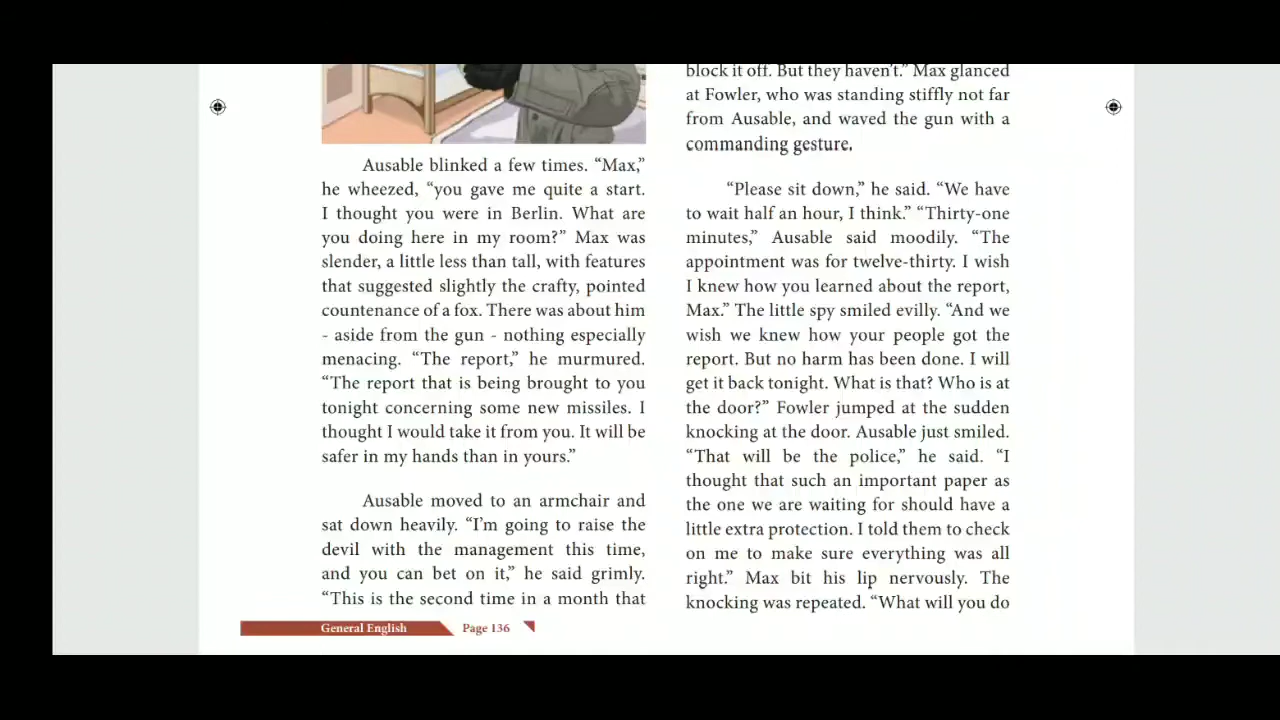 Ausable blinked a few times. “Max,”
he wheezed, “you gave me quite a start.
I thought you were in Berlin. What are
you doing here in my room?” Max was
slender, a little less than tall, with features
that suggested slightly the crafty, pointed
countenance of a fox. There was about him
- aside from the gun - nothing especially
menacing. “The report,” he murmured.
“The report that is being brought to you
tonight concerning some new missiles. I
thought I would take it from you. It will be
safer in my hands than in yours.”
Ausable moved to an armchair and
sat down heavily. “I’m going to raise the
devil with the management this time,
and you can bet on it,” he said grimly.
“This is the second time in a month that
block it off. But they haven’t.” Max glanced
at Fowler, who was standing stiffly not far
from Ausable, and waved the gun with a
commanding gesture.
“Please sit down,” he said. “We have
to wait half an hour, I think.” “Thirty-one
minutes,” Ausable said moodily. “The
appointment was for twelve-thirty. I wish
I knew how you learned about the report,
Max.” The little spy smiled evilly. “And we
wish we knew how your people got the
report. But no harm has been done. I will
get it back tonight. What is that? Who is at
the door?” Fowler jumped at the sudden
knocking at the door. Ausable just smiled.
“That will be the police,” he said. “I
thought that such an important paper as
the one we are waiting for should have a
little extra protection. I told them to check
on me to make sure everything was all
right.” Max bit his lip nervously. The
knocking was repeated. “What will you do
General English Page 136